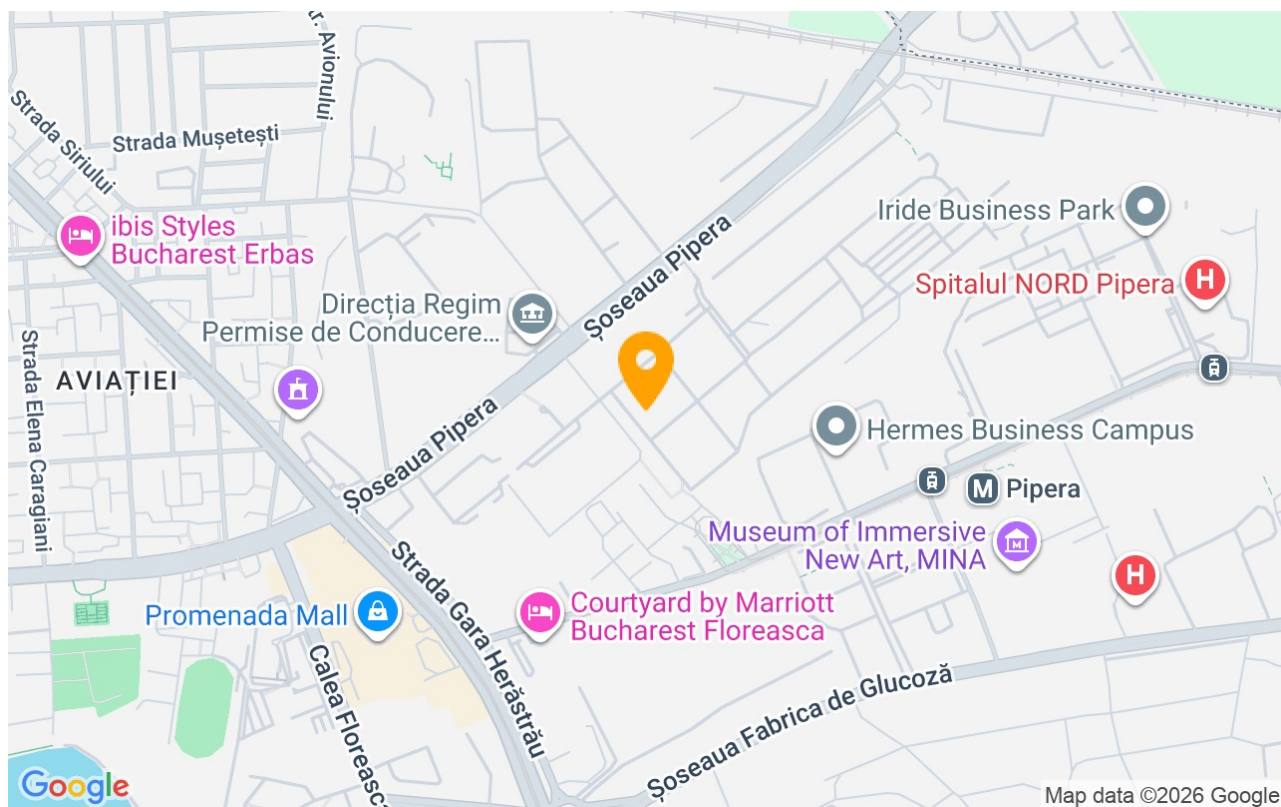 r. Avionului
Strada Siriului
Strada Mușetești
ibis Styles
Bucharest Erbas
Iride Business Park
Spitalul NORD Pipera
H
Șoseaua Pipera
Direcția Regim
Permise de Conducere...
Strada Elena Caragiani
AVIAȚIEI
Șoseaua Pipera
Hermes Business Campus
M Pipera
Museum of Immersive
New Art, MINA
M
H
Strada Gara Herăstrău
Courtyard by Marriott
Bucharest Floreasca
Promenada Mall
Calea Floreasca
Șoseaua Fabrica de Glucoză
Google
Map data ©2026 Google